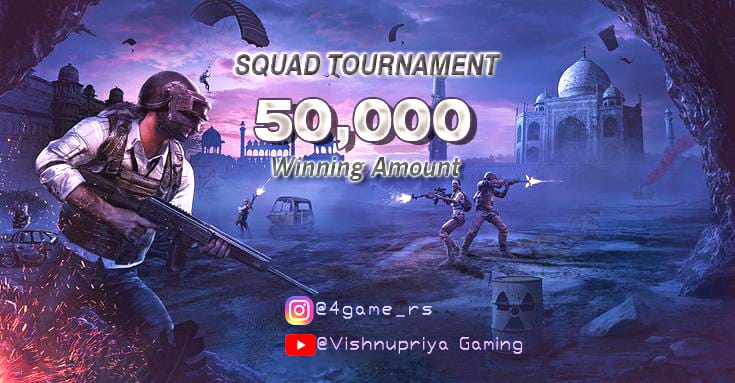 SQUAD TOURNAMENT
50,000
Winning Amount
@4game_rs
@Vishnupriya Gaming